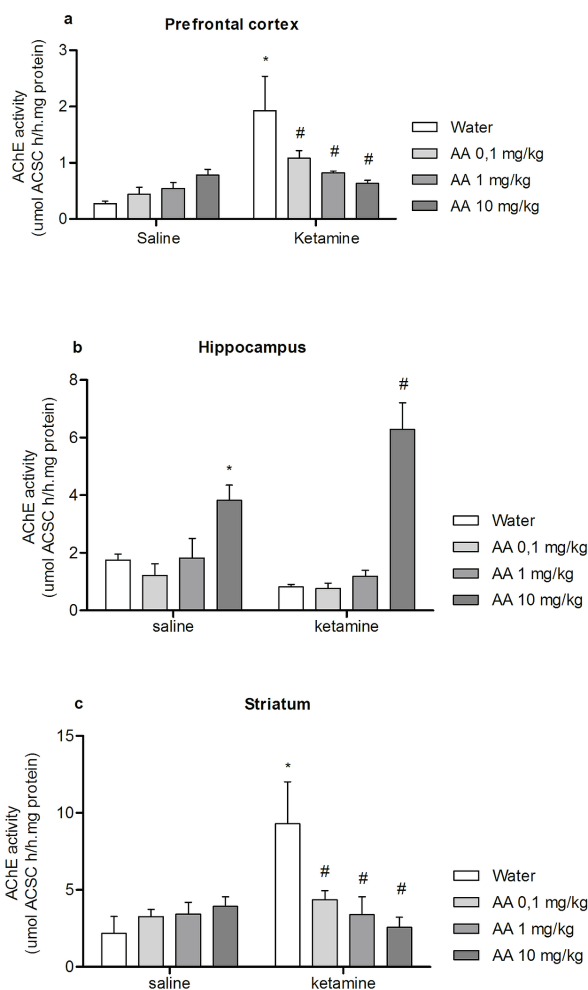 a
Prefrontal cortex
AChE activity
(umol ACSC h/h.mg protein)
3
2
1
0
*
#
#
#
Saline
Ketamine
Water
AA 0,1 mg/kg
AA 1 mg/kg
AA 10 mg/kg
b
Hippocampus
AChE activity
(umol ACSC h/h.mg protein)
8
6
4
2
0
*
#
saline
ketamine
Water
AA 0,1 mg/kg
AA 1 mg/kg
AA 10 mg/kg
c
Striatum
AChE activity
(umol ACSC h/h.mg protein)
15
10
5
0
*
#
#
#
saline
ketamine
Water
AA 0,1 mg/kg
AA 1 mg/kg
AA 10 mg/kg